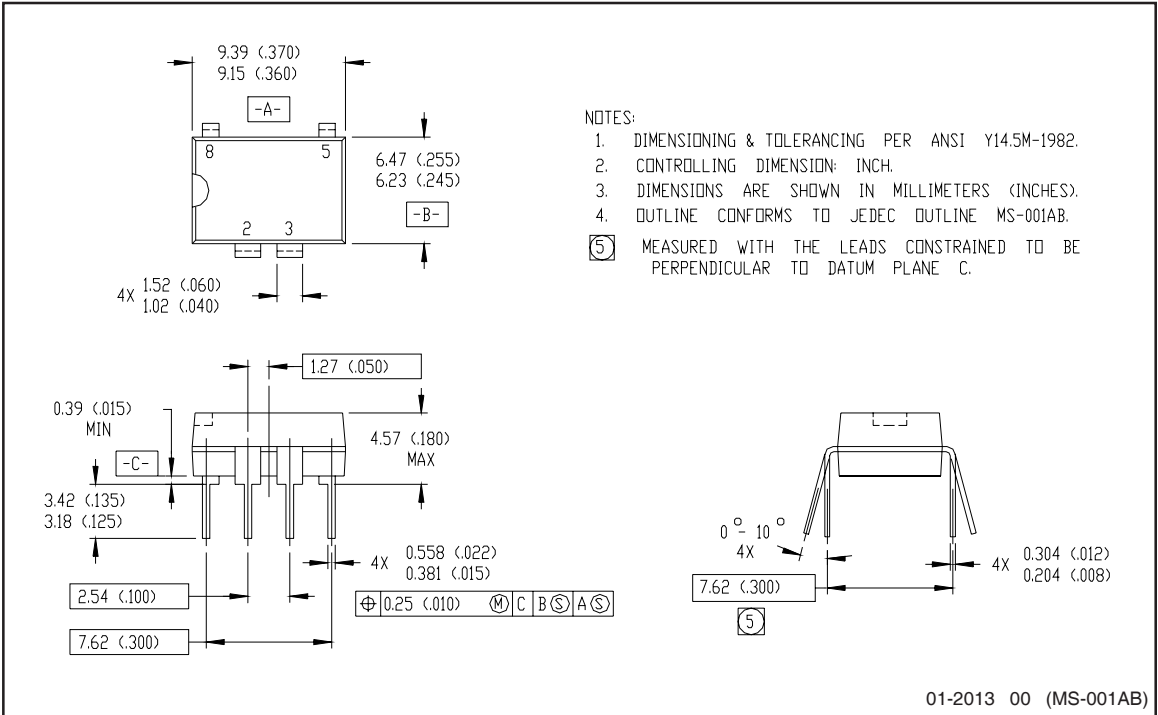 9.39 (.370)
9.15 (.360)
-A-
8 5
6.47 (.255)
6.23 (.245)
-B-
2 3
4X 1.52 (.060)
1.02 (.040)
NOTES:
1. DIMENSIONING & TOLERANCING PER ANSI Y14.5M-1982.
2. CONTROLLING DIMENSION: INCH.
3. DIMENSIONS ARE SHOWN IN MILLIMETERS (INCHES).
4. OUTLINE CONFORMS TO JEDEC OUTLINE MS-001AB.
5 MEASURED WITH THE LEADS CONSTRAINED TO BE
PERPENDICULAR TO DATUM PLANE C.
1.27 (.050)
0.39 (.015)
MIN
-C-
4.57 (.180)
MAX
3.42 (.135)
3.18 (.125)
4X 0.558 (.022)
0.381 (.015)
2.54 (.100)
⌖ 0.25 (.010) Ⓜ C B Ⓢ A Ⓢ
7.62 (.300)
0° - 10°
4X
4X 0.304 (.012)
0.204 (.008)
7.62 (.300)
5
01-2013 00 (MS-001AB)